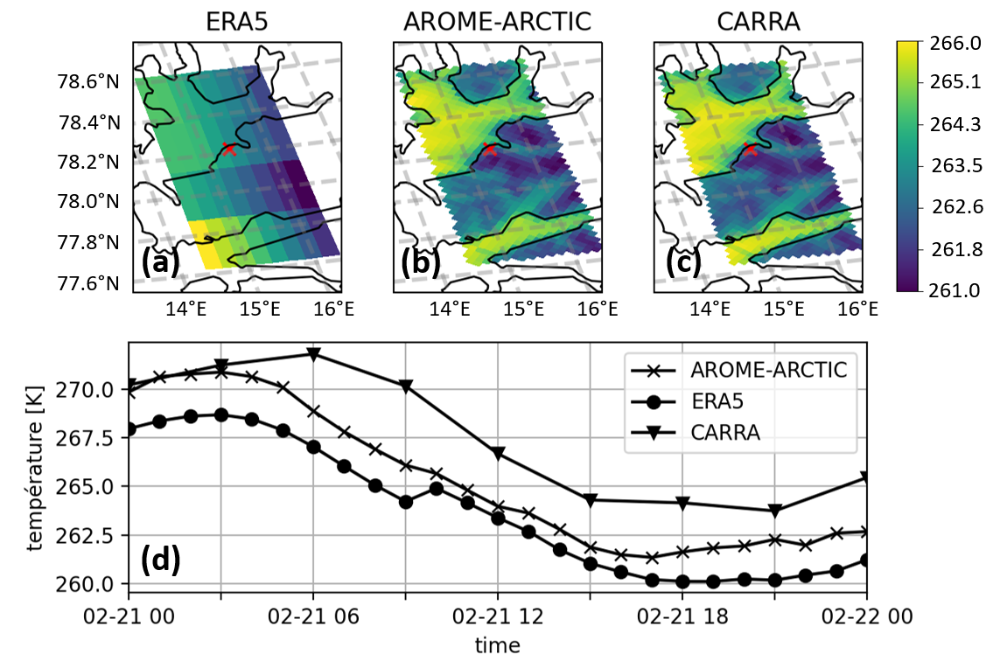 ERA5 AROME-ARCTIC CARRA
78.6°N
78.4°N
78.2°N
78.0°N
77.8°N
77.6°N
(a) (b) (c)
14°E 15°E 16°E 14°E 15°E 16°E 14°E 15°E 16°E
266.0
265.1
264.3
263.5
262.6
261.8
261.0
température [K]
270.0
267.5
265.0
262.5
260.0
AROME-ARCTIC
ERA5
CARRA
(d)
02-21 00 02-21 06 02-21 12 02-21 18 02-22 00
time